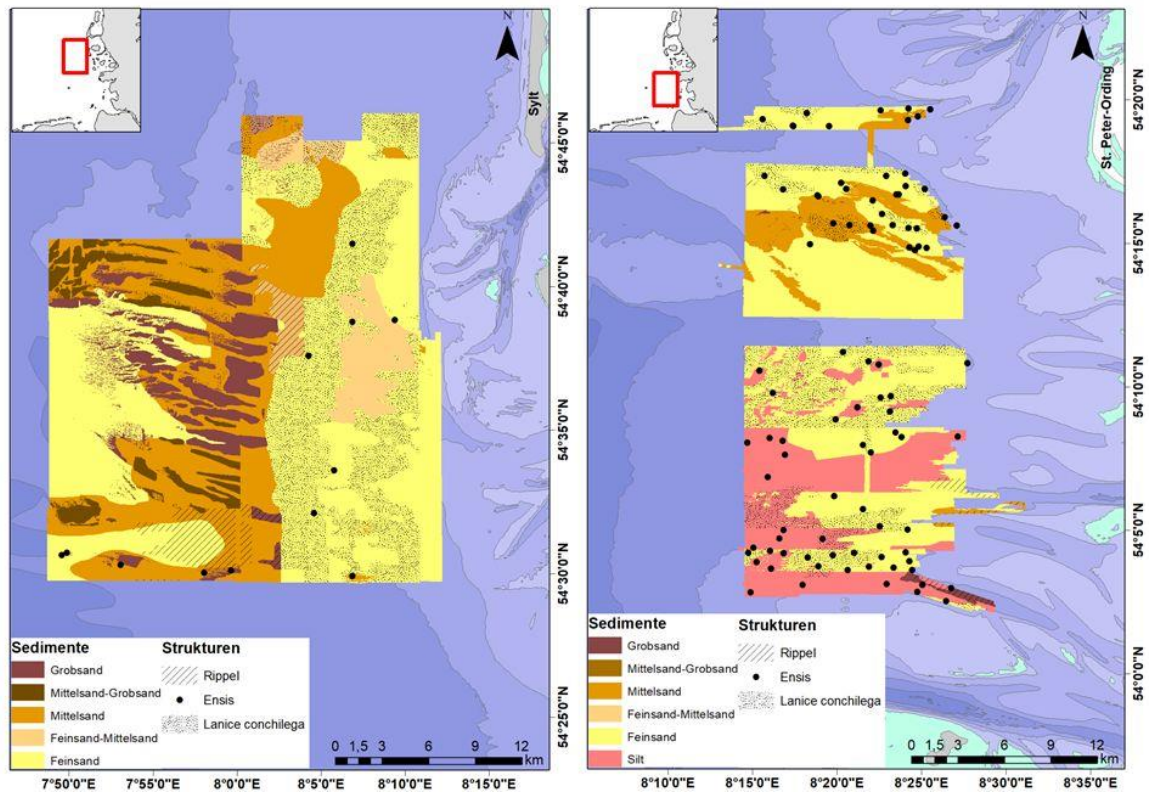 N
Sylt
54°45'0"N
54°40'0"N
54°35'0"N
54°30'0"N
54°25'0"N
Sedimente
Grobsand
Mittelsand-Grobsand
Mittelsand
Feinsand-Mittelsand
Feinsand
Strukturen
Rippel
Ensis
Lanice conchilega
0 1,5 3 6 9 12
km
7°50'0"E 7°55'0"E 8°0'0"E 8°5'0"E 8°10'0"E
N
St. Peter-Ording
54°20'0"N
54°15'0"N
54°10'0"N
54°5'0"N
54°0'0"N
Sedimente
Grobsand
Mittelsand-Grobsand
Mittelsand
Feinsand-Mittelsand
Feinsand
Silt
Strukturen
Rippel
Ensis
Lanice conchilega
0 1,5 3 6 9 12
km
8°10'0"E 8°15'0"E 8°20'0"E 8°25'0"E 8°30'0"E 8°35'0"E